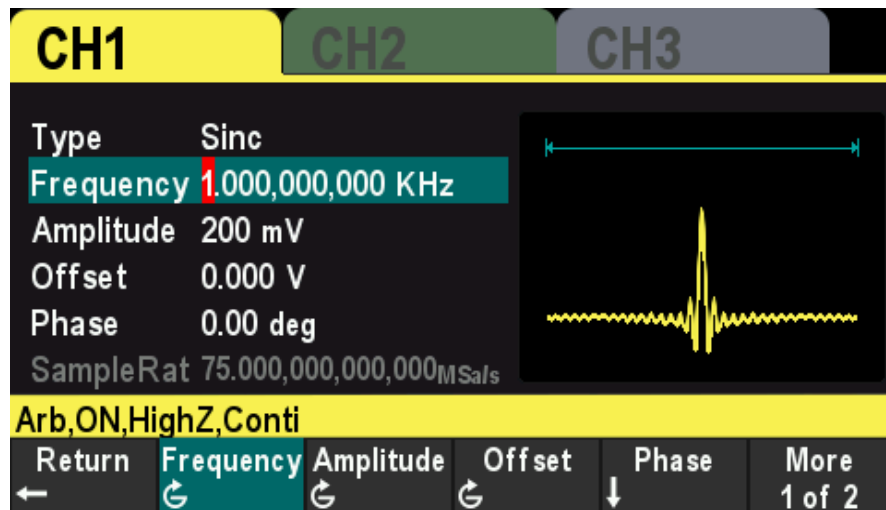 CH1 CH2 CH3
Type Sinc
Frequency 1.000,000,000 KHz
Amplitude 200 mV
Offset 0.000 V
Phase 0.00 deg
SampleRat 75.000,000,000,000MSa/s
Arb,ON,HighZ,Conti
Return Frequency Amplitude Offset Phase More
1 of 2